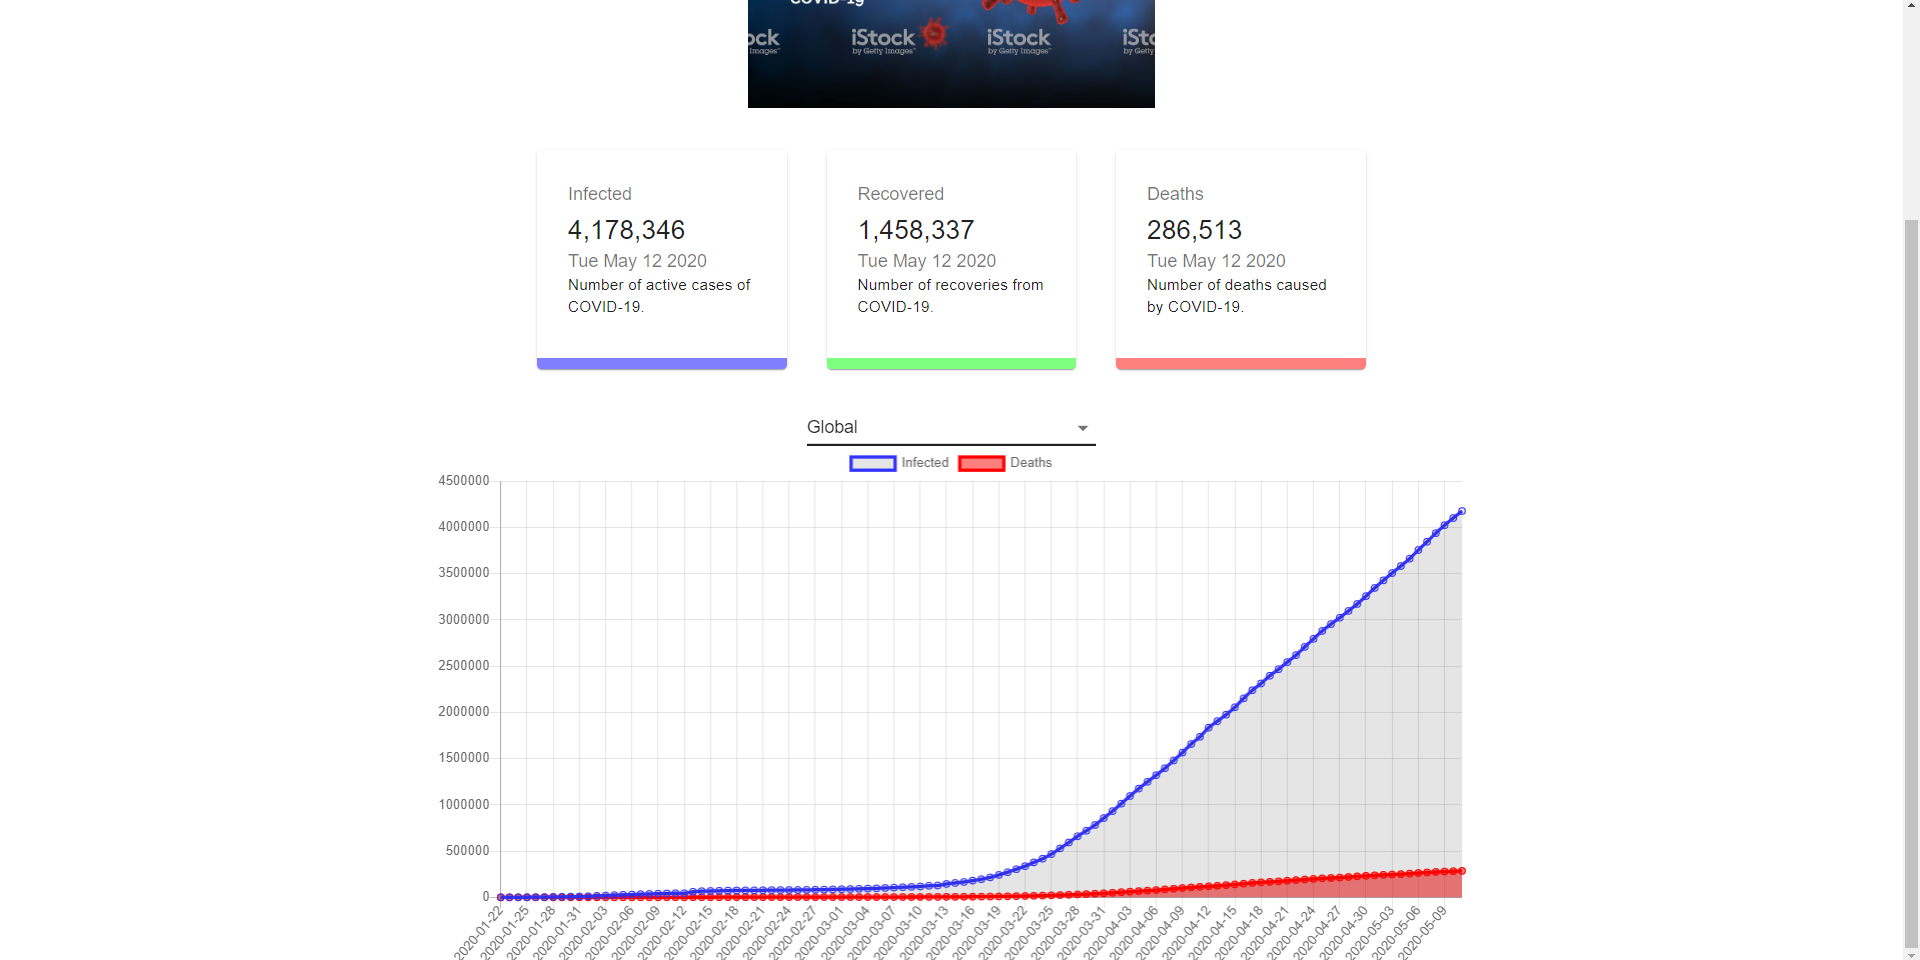 COVID-19
ock
Images™
iStock
by Getty Images™
iStock
by Getty Images™
iSto
by Getty
Infected
4,178,346
Tue May 12 2020
Number of active cases of
COVID-19.
Recovered
1,458,337
Tue May 12 2020
Number of recoveries from
COVID-19.
Deaths
286,513
Tue May 12 2020
Number of deaths caused
by COVID-19.
Global
Infected Deaths
4500000
4000000
3500000
3000000
2500000
2000000
1500000
1000000
500000
0
2020-01-22
2020-01-25
2020-01-28
2020-01-31
2020-02-03
2020-02-06
2020-02-09
2020-02-12
2020-02-15
2020-02-18
2020-02-21
2020-02-24
2020-02-27
2020-03-01
2020-03-04
2020-03-07
2020-03-10
2020-03-13
2020-03-16
2020-03-19
2020-03-22
2020-03-25
2020-03-28
2020-03-31
2020-04-03
2020-04-06
2020-04-09
2020-04-12
2020-04-15
2020-04-18
2020-04-21
2020-04-24
2020-04-27
2020-04-30
2020-05-03
2020-05-06
2020-05-09